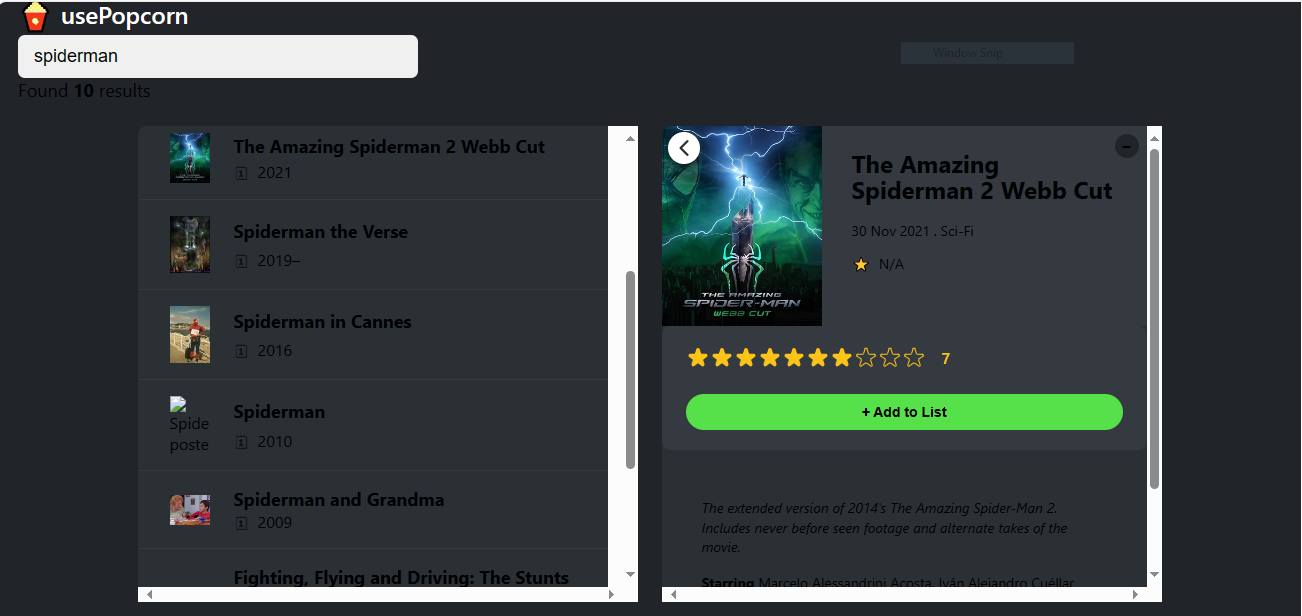 usePopcorn
spiderman
Window Snip
Found 10 results
The Amazing Spiderman 2 Webb Cut
2021
Spiderman the Verse
2019–
Spiderman in Cannes
2016
Spide
poste
Spiderman
2010
Spiderman and Grandma
2009
Fighting, Flying and Driving: The Stunts
THE AMAZING
SPIDER-MAN
WEBB CUT
The Amazing
Spiderman 2 Webb Cut
30 Nov 2021 . Sci-Fi
N/A
7
+ Add to List
The extended version of 2014's The Amazing Spider-Man 2.
Includes never before seen footage and alternate takes of the
movie.
Starring Marcelo Alessandrini Acosta, Iván Alejandro Cuéllar